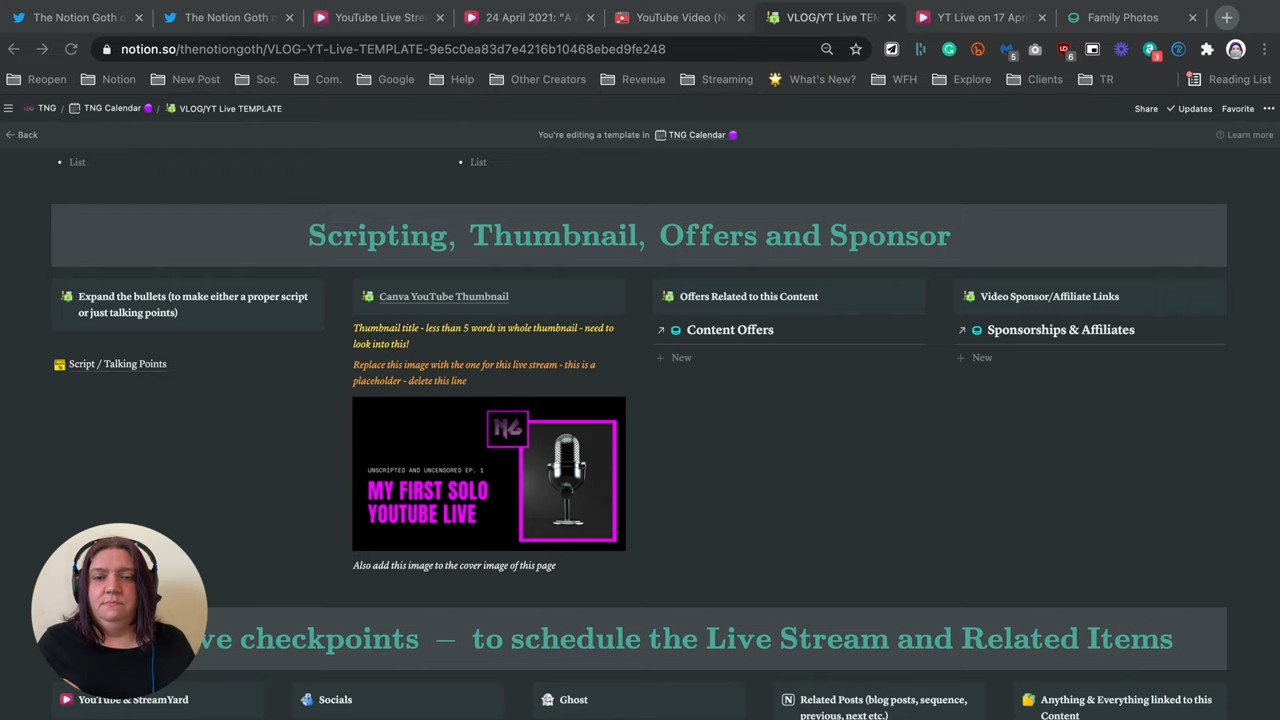 The Notion Goth o
The Notion Goth of
YouTube Live Strea
24 April 2021: "A I
YouTube Video (Ne
VLOG/YT Live TEM
YT Live on 17 April
Family Photos
notion.so/thenotiongoth/VLOG-YT-Live-TEMPLATE-9e5c0ea83d7e4216b10468ebed9fe248
5
6
3
Reopen
Notion
New Post
Soc.
Com.
Google
Help
Other Creators
Revenue
Streaming
What's New?
WFH
Explore
Clients
TR
Reading List
TNG / TNG Calendar / VLOG/YT Live TEMPLATE
Share
Updates
Favorite
Back
You're editing a template in TNG Calendar
Learn more
• List
• List
Scripting, Thumbnail, Offers and Sponsor
Expand the bullets (to make either a proper script
or just talking points)
Script / Talking Points
Canva YouTube Thumbnail
Thumbnail title - less than 5 words in whole thumbnail - need to
look into this!
Replace this image with the one for this live stream - this is a
placeholder - delete this line
NG
UNSCRIPTED AND UNCENSORED EP. 1
MY FIRST SOLO
YOUTUBE LIVE
Also add this image to the cover image of this page
Offers Related to this Content
Content Offers
+ New
Video Sponsor/Affiliate Links
Sponsorships & Affiliates
+ New
ve checkpoints – to schedule the Live Stream and Related Items
YouTube & StreamYard
Socials
Ghost
Related Posts (blog posts, sequence,
previous, next etc.)
Anything & Everything linked to this
Content